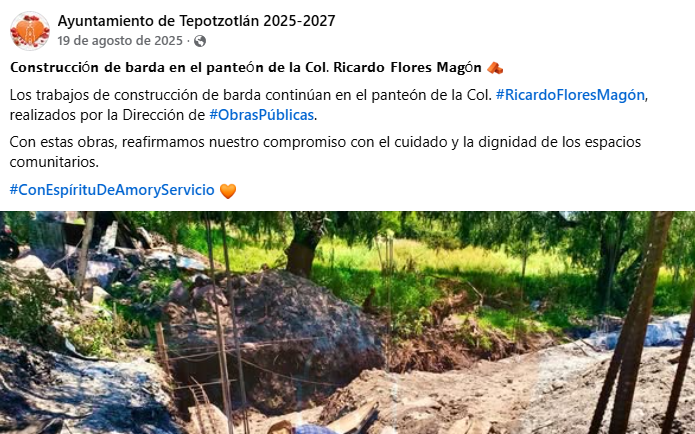 Ayuntamiento de Tepotzotlán 2025-2027
19 de agosto de 2025 ·
Construcción de barda en el panteón de la Col. Ricardo Flores Magón
Los trabajos de construcción de barda continúan en el panteón de la Col. #RicardoFloresMagón,
realizados por la Dirección de #ObrasPúblicas.
Con estas obras, reafirmamos nuestro compromiso con el cuidado y la dignidad de los espacios
comunitarios.
#ConEspírituDeAmoryServicio 🧡